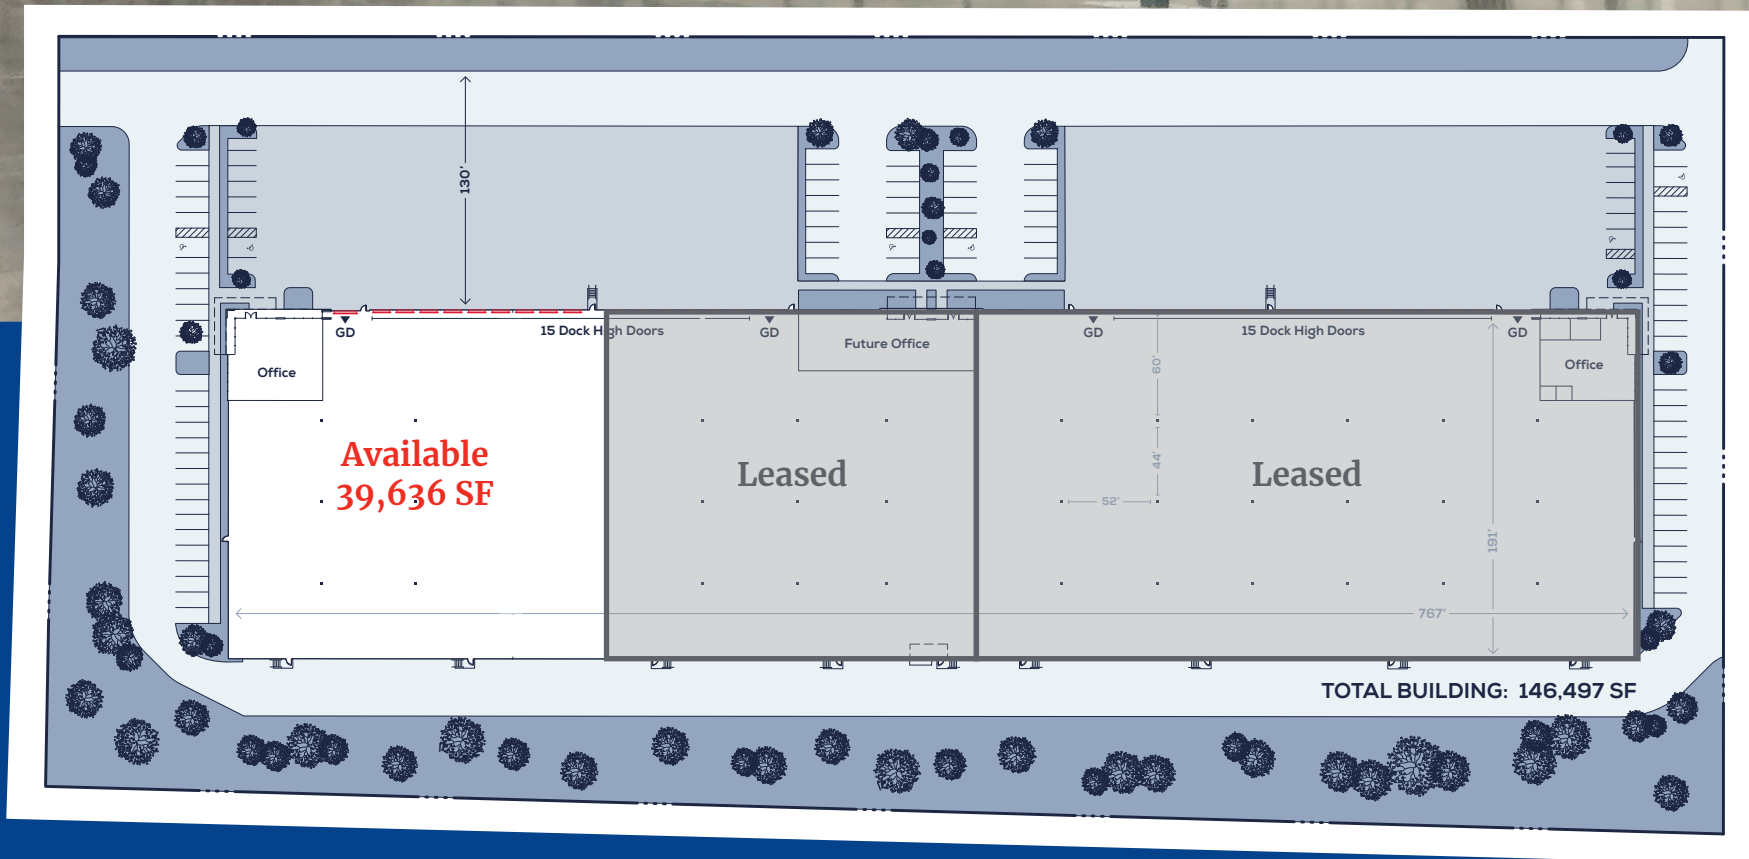 130'
GD
15 Dock High Doors
GD
GD
15 Dock High Doors
GD
Office
Future Office
Office
60'
Available
39,636 SF
Leased
Leased
44'
52'
191'
767'
TOTAL BUILDING: 146,497 SF